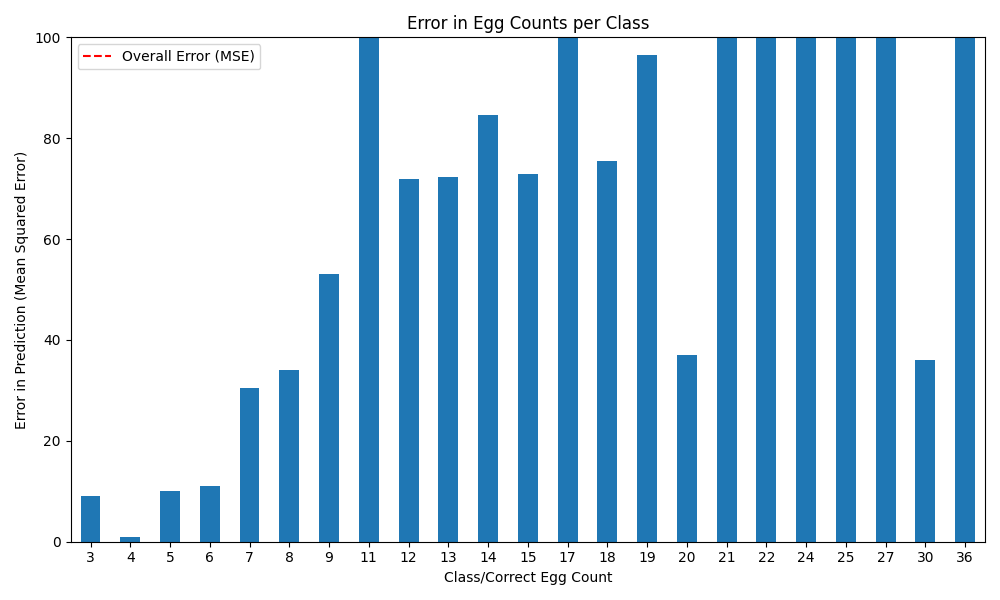 Error in Egg Counts per Class
Overall Error (MSE)
Error in Prediction (Mean Squared Error)
100
80
60
40
20
0
3 4 5 6 7 8 9 11 12 13 14 15 17 18 19 20 21 22 24 25 27 30 36
Class/Correct Egg Count